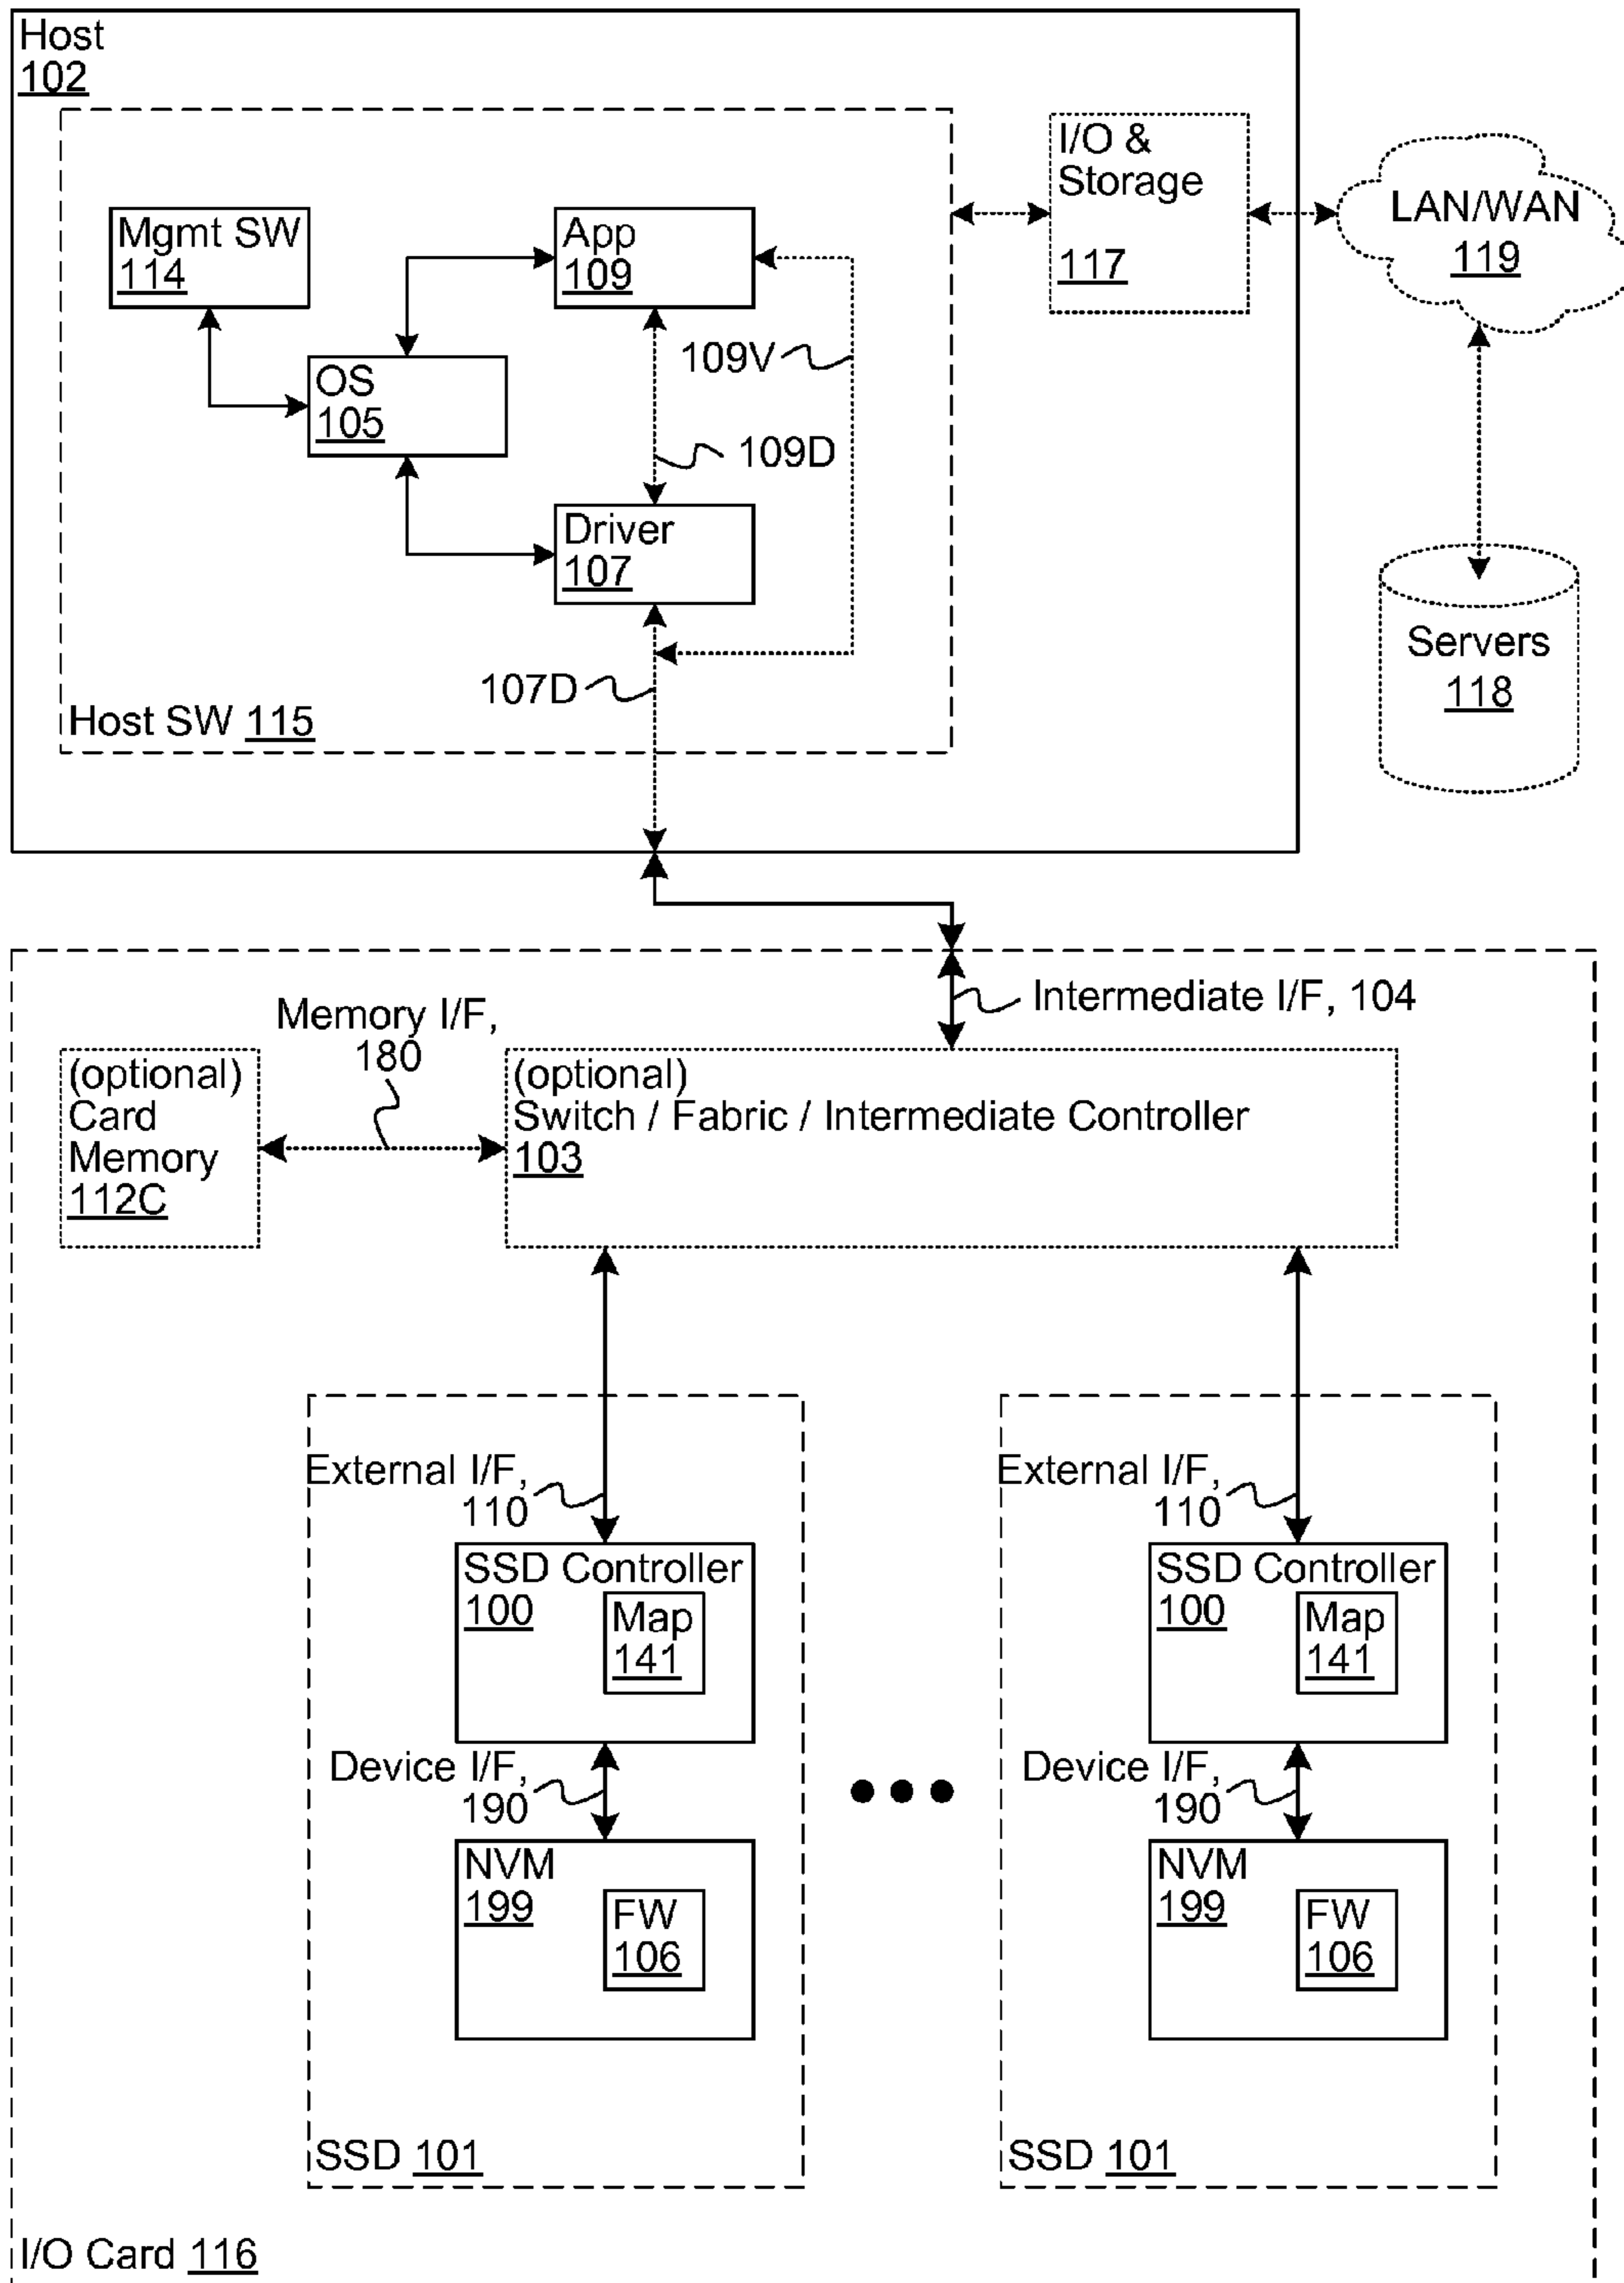 Host
102
I/O &
Storage
117
LAN/WAN
119
Mgmt SW
114
App
109
109V
OS
105
109D
Driver
107
Servers
118
107D
Host SW 115
Intermediate I/F, 104
Memory I/F,
180
(optional)
Card
Memory
112C
(optional)
Switch / Fabric / Intermediate Controller
103
External I/F,
110
External I/F,
110
SSD Controller
100
Map
141
SSD Controller
100
Map
141
Device I/F,
190
Device I/F,
190
NVM
199
FW
106
NVM
199
FW
106
SSD 101
SSD 101
I/O Card 116